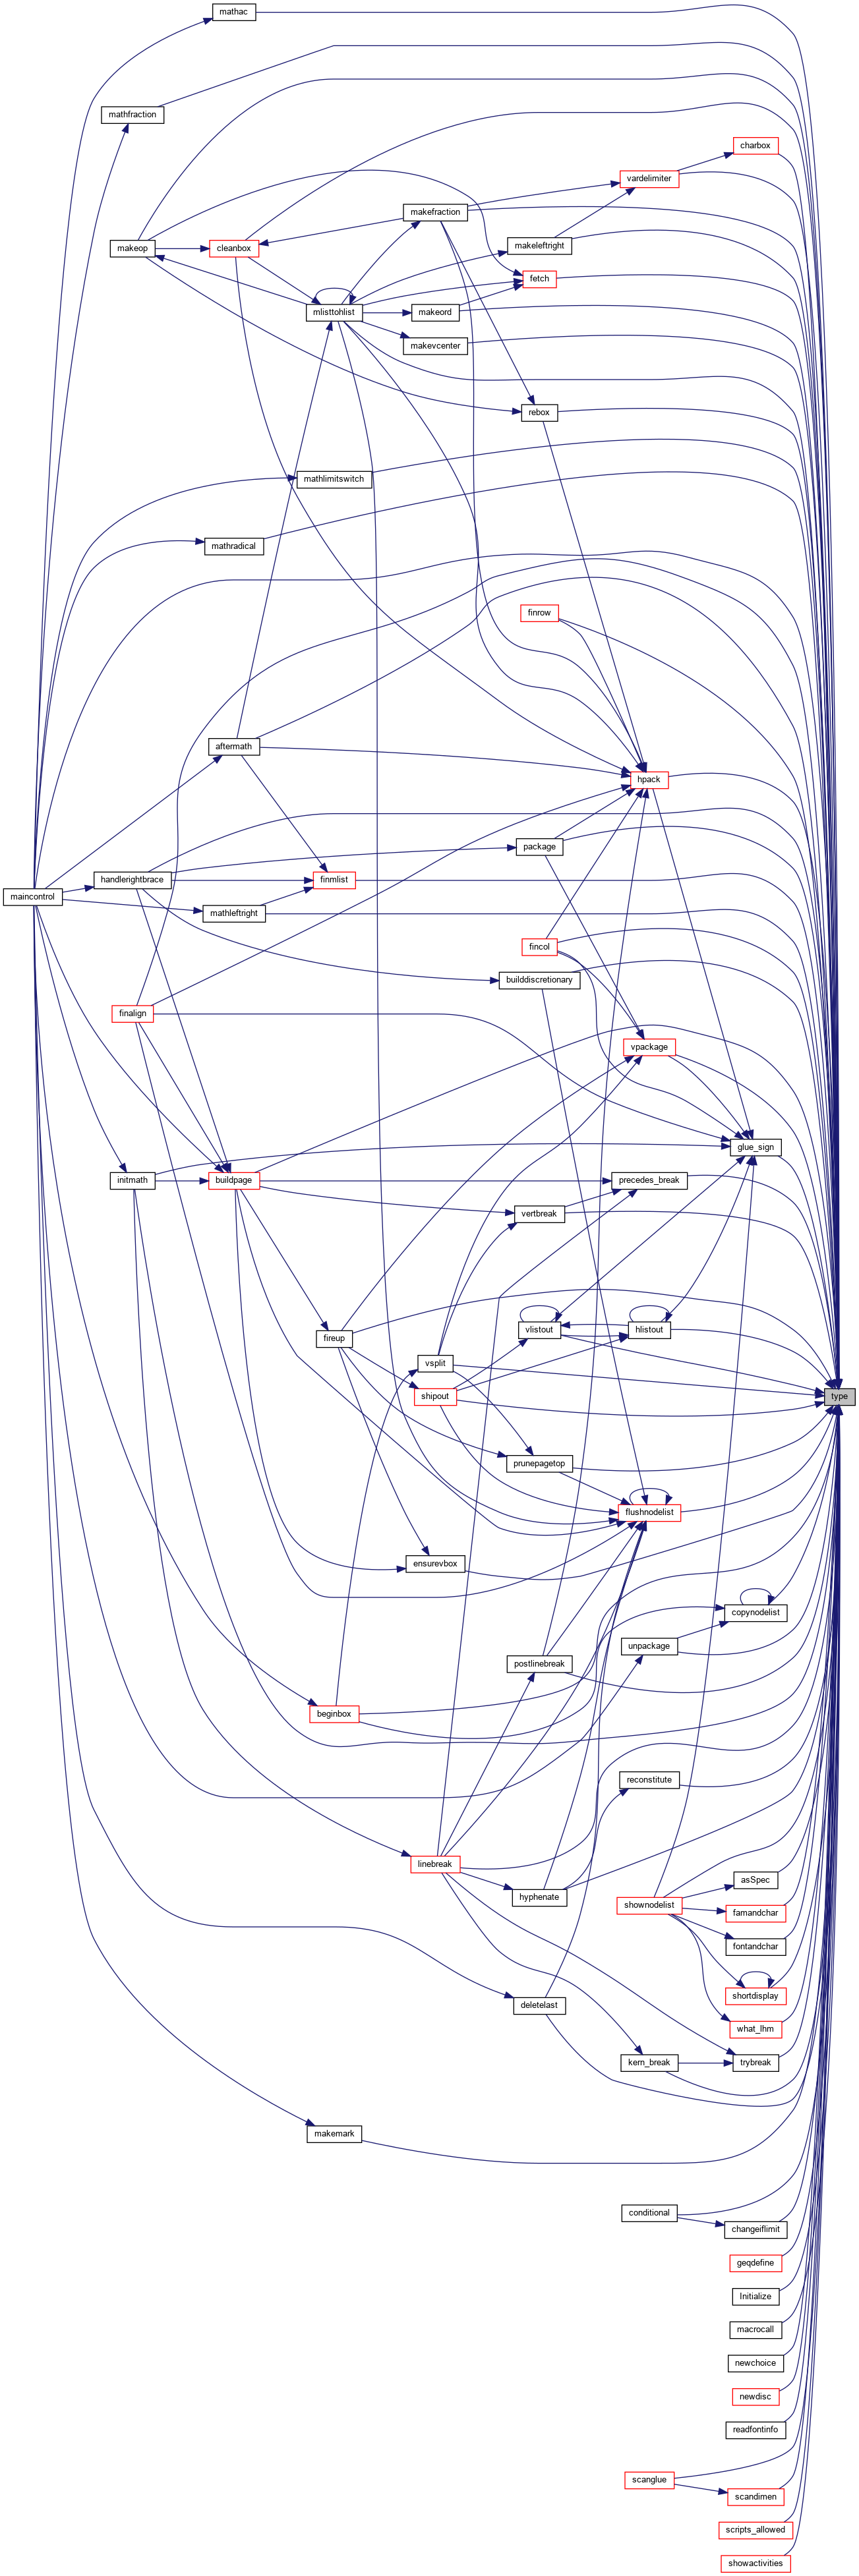 mathac
mathfraction
charbox
vardelimiter
makefraction
makeop
cleanbox
makeleftright
fetch
mlisttohlist
makeord
makevcenter
rebox
mathlimitswitch
mathradical
finrow
aftermath
hpack
package
handlerightbrace
finmlist
maincontrol
mathleftright
fincol
builddiscretionary
finalign
vpackage
glue_sign
initmath
buildpage
precedes_break
vertbreak
fireup
vlistout
hlistout
vsplit
shipout
type
prunepagetop
flushnodelist
ensurevbox
copynodelist
unpackage
postlinebreak
beginbox
reconstitute
linebreak
asSpec
hyphenate
shownodelist
famandchar
fontandchar
shortdisplay
deletelast
what_lhm
kern_break
trybreak
makemark
conditional
changeiflimit
geqdefine
Initialize
macrocall
newchoice
newdisc
readfontinfo
scanglue
scandimen
scripts_allowed
showactivities